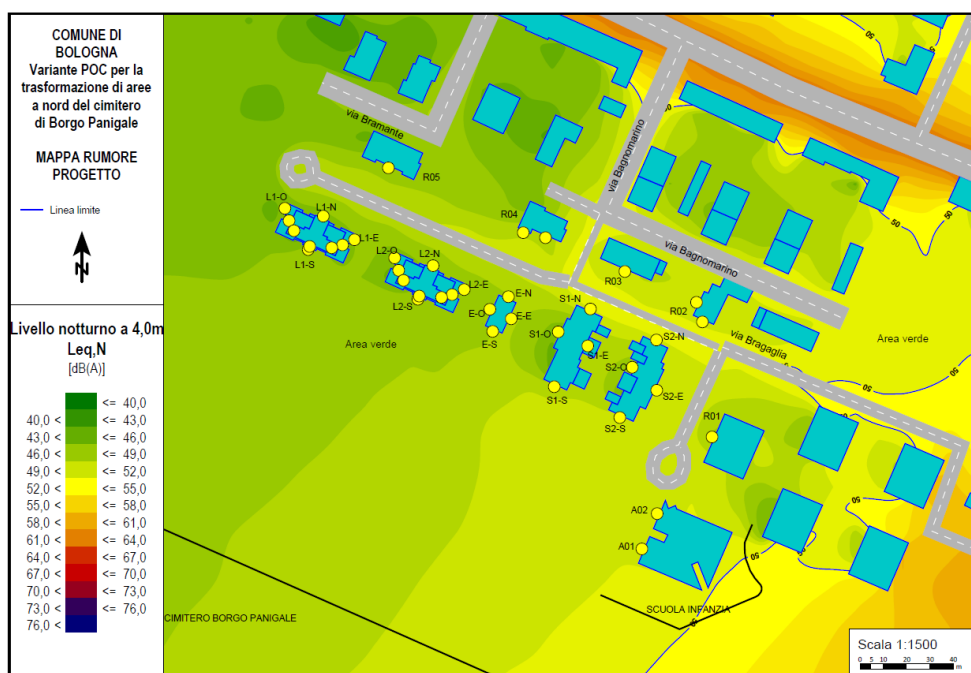 COMUNE DI
BOLOGNA
Variante POC per la
trasformazione di aree
a nord del cimitero
di Borgo Panigale
MAPPA RUMORE
PROGETTO
Linea limite
N
Livello notturno a 4,0m
Leq,N
[dB(A)]
<= 40,0
40,0 < <= 43,0
43,0 < <= 46,0
46,0 < <= 49,0
49,0 < <= 52,0
52,0 < <= 55,0
55,0 < <= 58,0
58,0 < <= 61,0
61,0 < <= 64,0
64,0 < <= 67,0
67,0 < <= 70,0
70,0 < <= 73,0
73,0 < <= 76,0
76,0 <
via Bramante
R05
via Bagnomarino
L1-O
L1-N
L1-E
L1-S
L2-O
L2-N
L2-E
L2-S
R04
via Bagnomarino
R03
R02
E-N
E-O
E-E
E-S
S1-N
S1-O
S1-E
S1-S
S2-N
S2-O
S2-E
S2-S
via Bragaglia
Area verde
Area verde
R01
A02
A01
SCUOLA INFANZIA
CIMITERO BORGO PANIGALE
50
50
50
50
50
50
50
50
Scala 1:1500
0 5 10 20 30 40
m